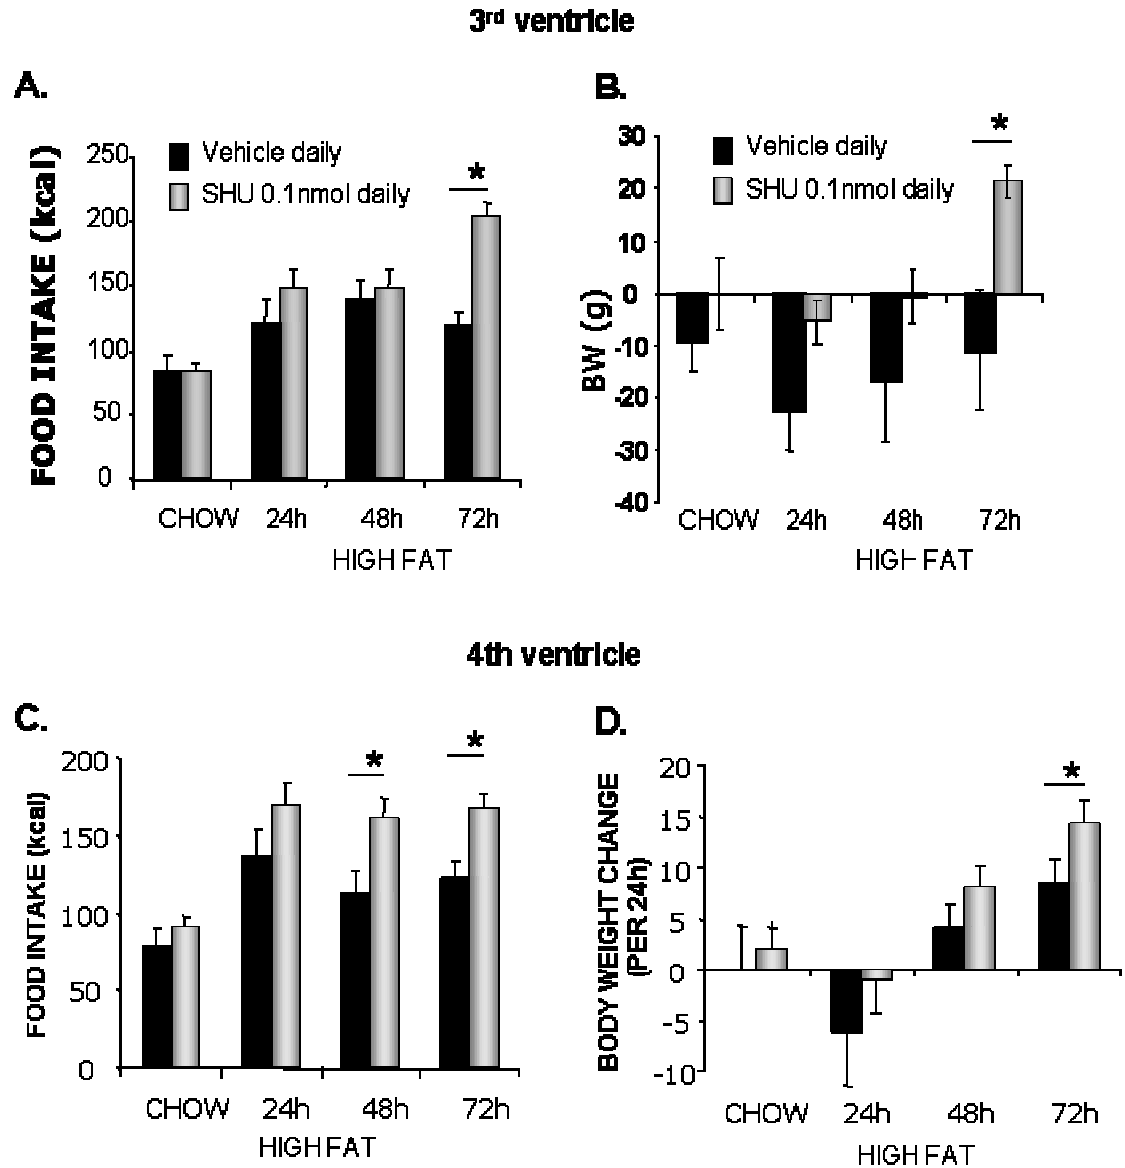 3rd ventricle
A.
FOOD INTAKE (kcal)
250
200
150
100
50
0
Vehicle daily
SHU 0.1nmol daily
*
CHOW 24h 48h 72h
HIGH FAT
B.
BW (g)
30
20
10
0
-10
-20
-30
-40
Vehicle daily
SHU 0.1nmol daily
*
CHOW 24h 48h 72h
HIGH FAT
4th ventricle
C.
FOOD INTAKE (kcal)
200
150
100
50
0
*
*
CHOW 24h 48h 72h
HIGH FAT
D.
BODY WEIGHT CHANGE
(PER 24h)
20
15
10
5
0
-5
-10
*
CHOW 24h 48h 72h
HIGH FAT